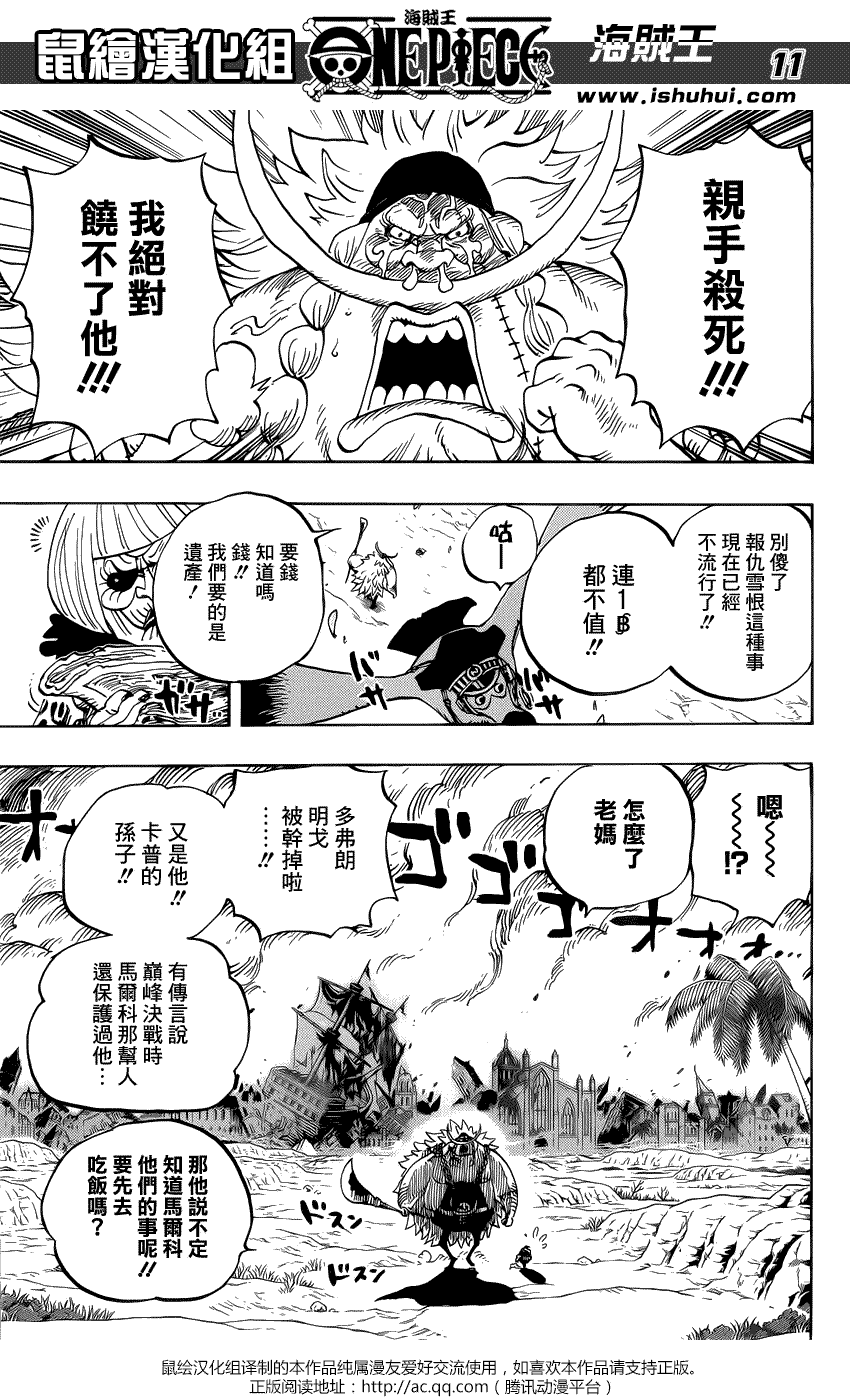 鼠繪漢化組
海賊王
ONE PIECE
海賊王
11
www.ishuhui.com
親手殺死!!!
我絕對
饒不了他!!!
別傻了
報仇雪恨這種事
現在已經
不流行了!!
連1฿
都不值!!
咕—
バサ
バサ
要錢
知道嗎
錢!!
我們要的是
遺產!
ガサ
ガサ
嗯~~~~!?
怎麼了
老媽
多弗朗
明戈
被幹掉啦
……!!
又是他!!
卡普的
孫子!!
有傳言說
巔峰決戰時
馬爾科那幫人
還保護過他…
那他說不定
知道馬爾科
他們的事呢!!
要先去
吃飯嗎?
オオオ
ゴゴゴ
ドスン
ドスン
鼠绘汉化组译制的本作品纯属漫友爱好交流使用，如喜欢本作品请支持正版。
正版阅读地址：http://ac.qq.com（腾讯动漫平台）